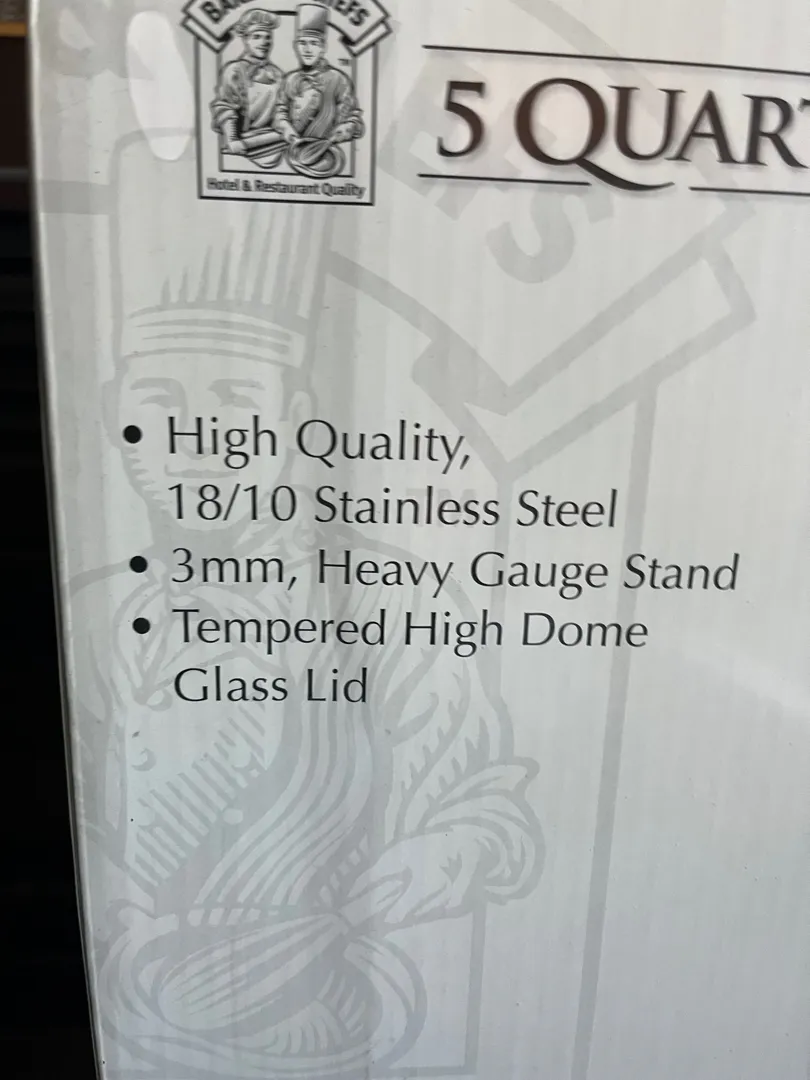 Hotel & Restaurant Quality
5 QUART
• High Quality,
18/10 Stainless Steel
• 3mm, Heavy Gauge Stand
• Tempered High Dome
Glass Lid